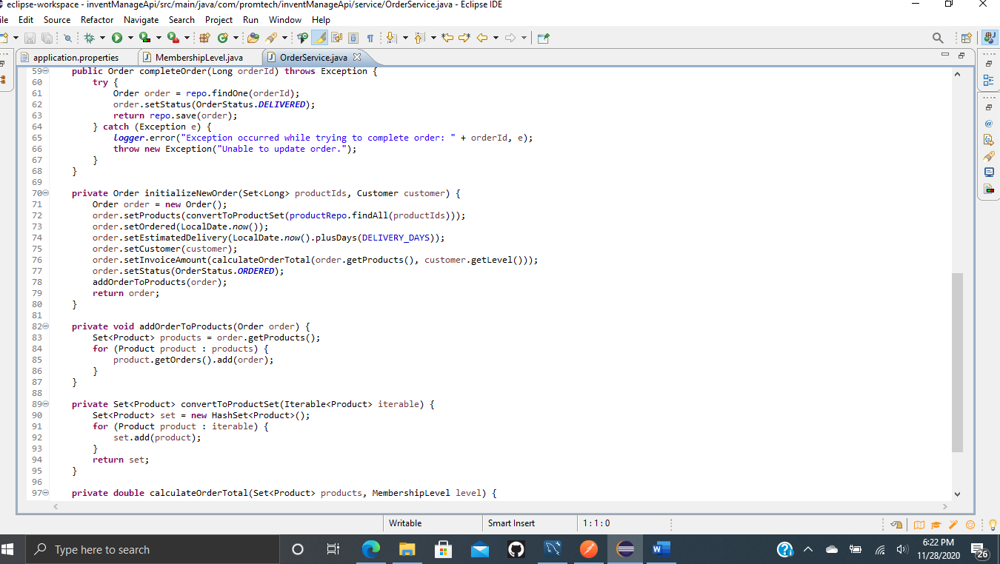 eclipse-workspace - inventManageApi/src/main/java/com/promtech/inventManageApi/service/OrderService.java - Eclipse IDE
ile Edit Source Refactor Navigate Search Project Run Window Help
application.properties MembershipLevel.java OrderService.java
59 public Order completeOrder(Long orderId) throws Exception {
60 try {
61 Order order = repo.findOne(orderId);
62 order.setStatus(OrderStatus.DELIVERED);
63 return repo.save(order);
64 } catch (Exception e) {
65 logger.error("Exception occurred while trying to complete order: " + orderId, e);
66 throw new Exception("Unable to update order.");
67 }
68 }
69
70 private Order initializeNewOrder(Set<Long> productIds, Customer customer) {
71 Order order = new Order();
72 order.setProducts(convertToProductSet(productRepo.findAll(productIds)));
73 order.setOrdered(LocalDate.now());
74 order.setEstimatedDelivery(LocalDate.now().plusDays(DELIVERY_DAYS));
75 order.setCustomer(customer);
76 order.setInvoiceAmount(calculateOrderTotal(order.getProducts(), customer.getLevel()));
77 order.setStatus(OrderStatus.ORDERED);
78 addOrderToProducts(order);
79 return order;
80 }
81
82 private void addOrderToProducts(Order order) {
83 Set<Product> products = order.getProducts();
84 for (Product product : products) {
85 product.getOrders().add(order);
86 }
87 }
88
89 private Set<Product> convertToProductSet(Iterable<Product> iterable) {
90 Set<Product> set = new HashSet<Product>();
91 for (Product product : iterable) {
92 set.add(product);
93 }
94 return set;
95 }
96
97 private double calculateOrderTotal(Set<Product> products, MembershipLevel level) {
Writable Smart Insert 1 : 1 : 0
Type here to search
6:22 PM
11/28/2020
26